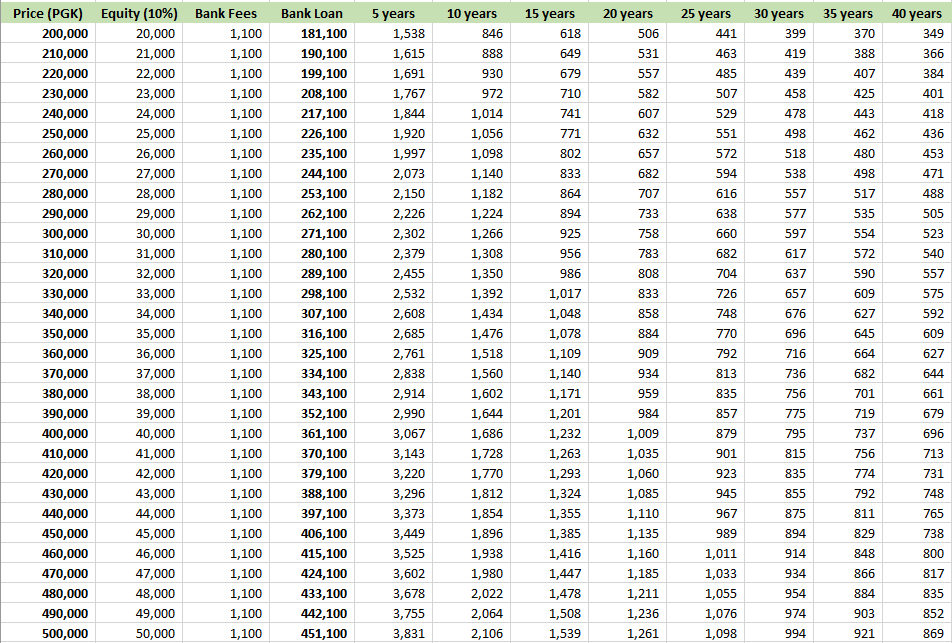 Price (PGK) Equity (10%) Bank Fees Bank Loan 5 years 10 years 15 years 20 years 25 years 30 years 35 years 40 years
200,000 20,000 1,100 181,100 1,538 846 618 506 441 399 370 349
210,000 21,000 1,100 190,100 1,615 888 649 531 463 419 388 366
220,000 22,000 1,100 199,100 1,691 930 679 557 485 439 407 384
230,000 23,000 1,100 208,100 1,767 972 710 582 507 458 425 401
240,000 24,000 1,100 217,100 1,844 1,014 741 607 529 478 443 418
250,000 25,000 1,100 226,100 1,920 1,056 771 632 551 498 462 436
260,000 26,000 1,100 235,100 1,997 1,098 802 657 572 518 480 453
270,000 27,000 1,100 244,100 2,073 1,140 833 682 594 538 498 471
280,000 28,000 1,100 253,100 2,150 1,182 864 707 616 557 517 488
290,000 29,000 1,100 262,100 2,226 1,224 894 733 638 577 535 505
300,000 30,000 1,100 271,100 2,302 1,266 925 758 660 597 554 523
310,000 31,000 1,100 280,100 2,379 1,308 956 783 682 617 572 540
320,000 32,000 1,100 289,100 2,455 1,350 986 808 704 637 590 557
330,000 33,000 1,100 298,100 2,532 1,392 1,017 833 726 657 609 575
340,000 34,000 1,100 307,100 2,608 1,434 1,048 858 748 676 627 592
350,000 35,000 1,100 316,100 2,685 1,476 1,078 884 770 696 645 609
360,000 36,000 1,100 325,100 2,761 1,518 1,109 909 792 716 664 627
370,000 37,000 1,100 334,100 2,838 1,560 1,140 934 813 736 682 644
380,000 38,000 1,100 343,100 2,914 1,602 1,171 959 835 756 701 661
390,000 39,000 1,100 352,100 2,990 1,644 1,201 984 857 775 719 679
400,000 40,000 1,100 361,100 3,067 1,686 1,232 1,009 879 795 737 696
410,000 41,000 1,100 370,100 3,143 1,728 1,263 1,035 901 815 756 713
420,000 42,000 1,100 379,100 3,220 1,770 1,293 1,060 923 835 774 731
430,000 43,000 1,100 388,100 3,296 1,812 1,324 1,085 945 855 792 748
440,000 44,000 1,100 397,100 3,373 1,854 1,355 1,110 967 875 811 765
450,000 45,000 1,100 406,100 3,449 1,896 1,385 1,135 989 894 829 738
460,000 46,000 1,100 415,100 3,525 1,938 1,416 1,160 1,011 914 848 800
470,000 47,000 1,100 424,100 3,602 1,980 1,447 1,185 1,033 934 866 817
480,000 48,000 1,100 433,100 3,678 2,022 1,478 1,211 1,055 954 884 835
490,000 49,000 1,100 442,100 3,755 2,064 1,508 1,236 1,076 974 903 852
500,000 50,000 1,100 451,100 3,831 2,106 1,539 1,261 1,098 994 921 869